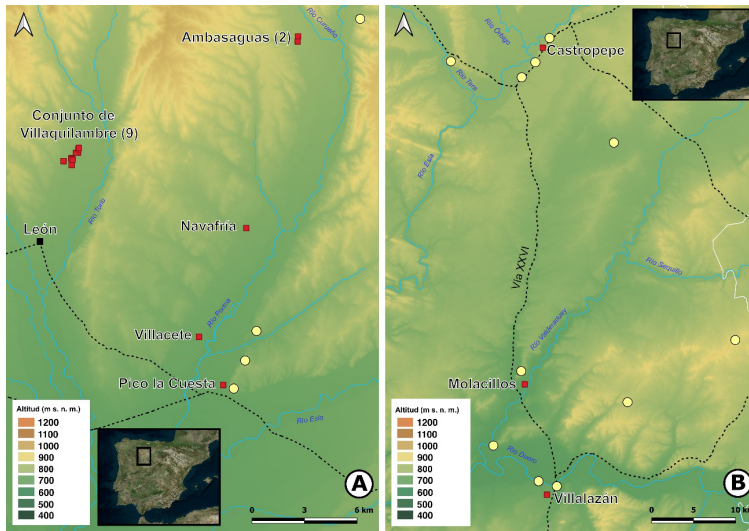 Ambasaguas (2)
Río Curueño
Conjunto de
Villaquilambre (9)
Río Torío
León
Navafría
Río Porma
Villacete
Pico la Cuesta
Río Esla
Altitud (m s. n. m.)
1200
1100
1000
900
800
700
600
500
400
A
0 3 6 km
Río Órbigo
Castropepe
Río Tera
Río Esla
Vía XXVI
Río Sequillo
Río Valderaduey
Molacillos
Río Duero
Villalazán
Altitud (m s. n. m.)
1200
1100
1000
900
800
700
600
500
400
B
0 5 10 km